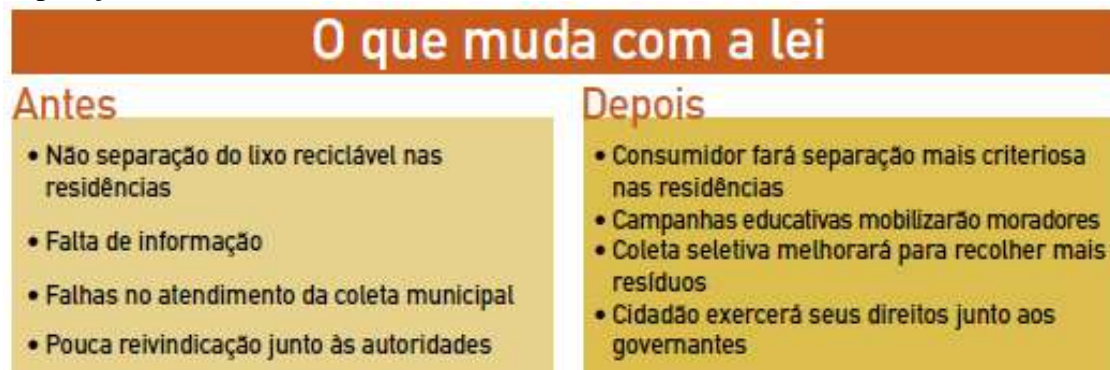 O que muda com a lei
Antes
• Não separação do lixo reciclável nas
residências
• Falta de informação
• Falhas no atendimento da coleta municipal
• Pouca reivindicação junto às autoridades
Depois
• Consumidor fará separação mais criteriosa
nas residências
• Campanhas educativas mobilizarão moradores
• Coleta seletiva melhorará para recolher mais
resíduos
• Cidadão exercerá seus direitos junto aos
governantes